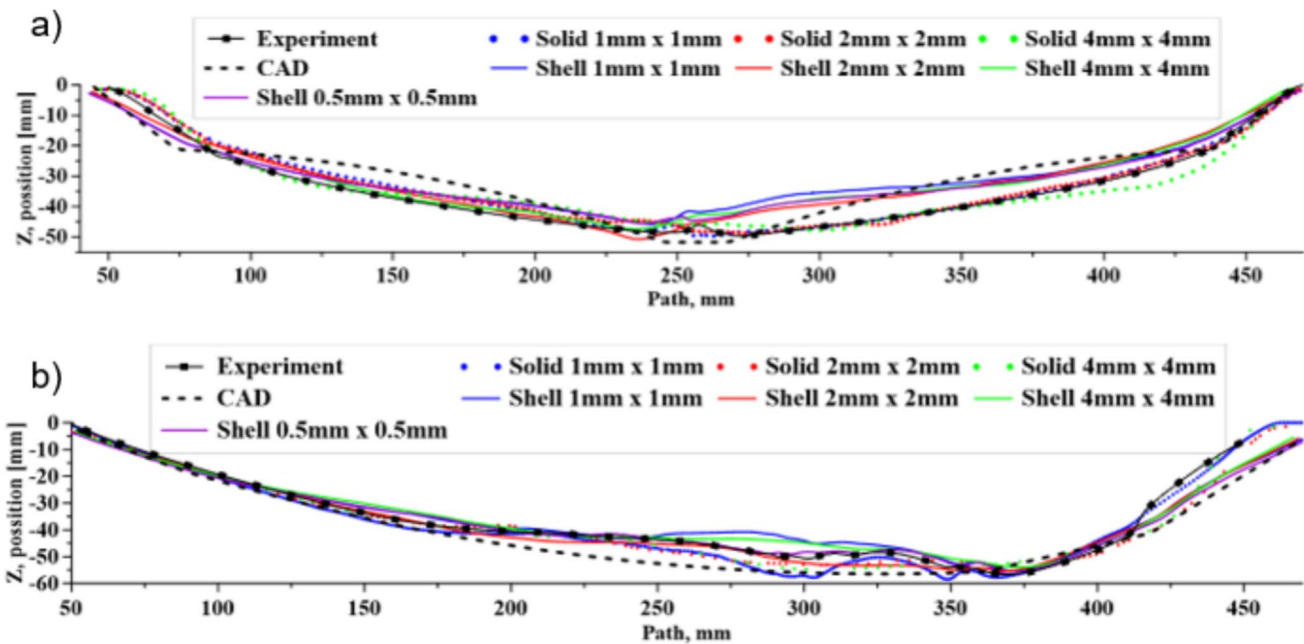 a)
Experiment Solid 1mm x 1mm Solid 2mm x 2mm Solid 4mm x 4mm
CAD Shell 1mm x 1mm Shell 2mm x 2mm Shell 4mm x 4mm
Shell 0.5mm x 0.5mm
Z, possition [mm]
0
-10
-20
-30
-40
-50
50 100 150 200 250 300 350 400 450
Path, mm
b)
Experiment Solid 1mm x 1mm Solid 2mm x 2mm Solid 4mm x 4mm
CAD Shell 1mm x 1mm Shell 2mm x 2mm Shell 4mm x 4mm
Shell 0.5mm x 0.5mm
Z, possition [mm]
0
-10
-20
-30
-40
-50
-60
50 100 150 200 250 300 350 400 450
Path, mm